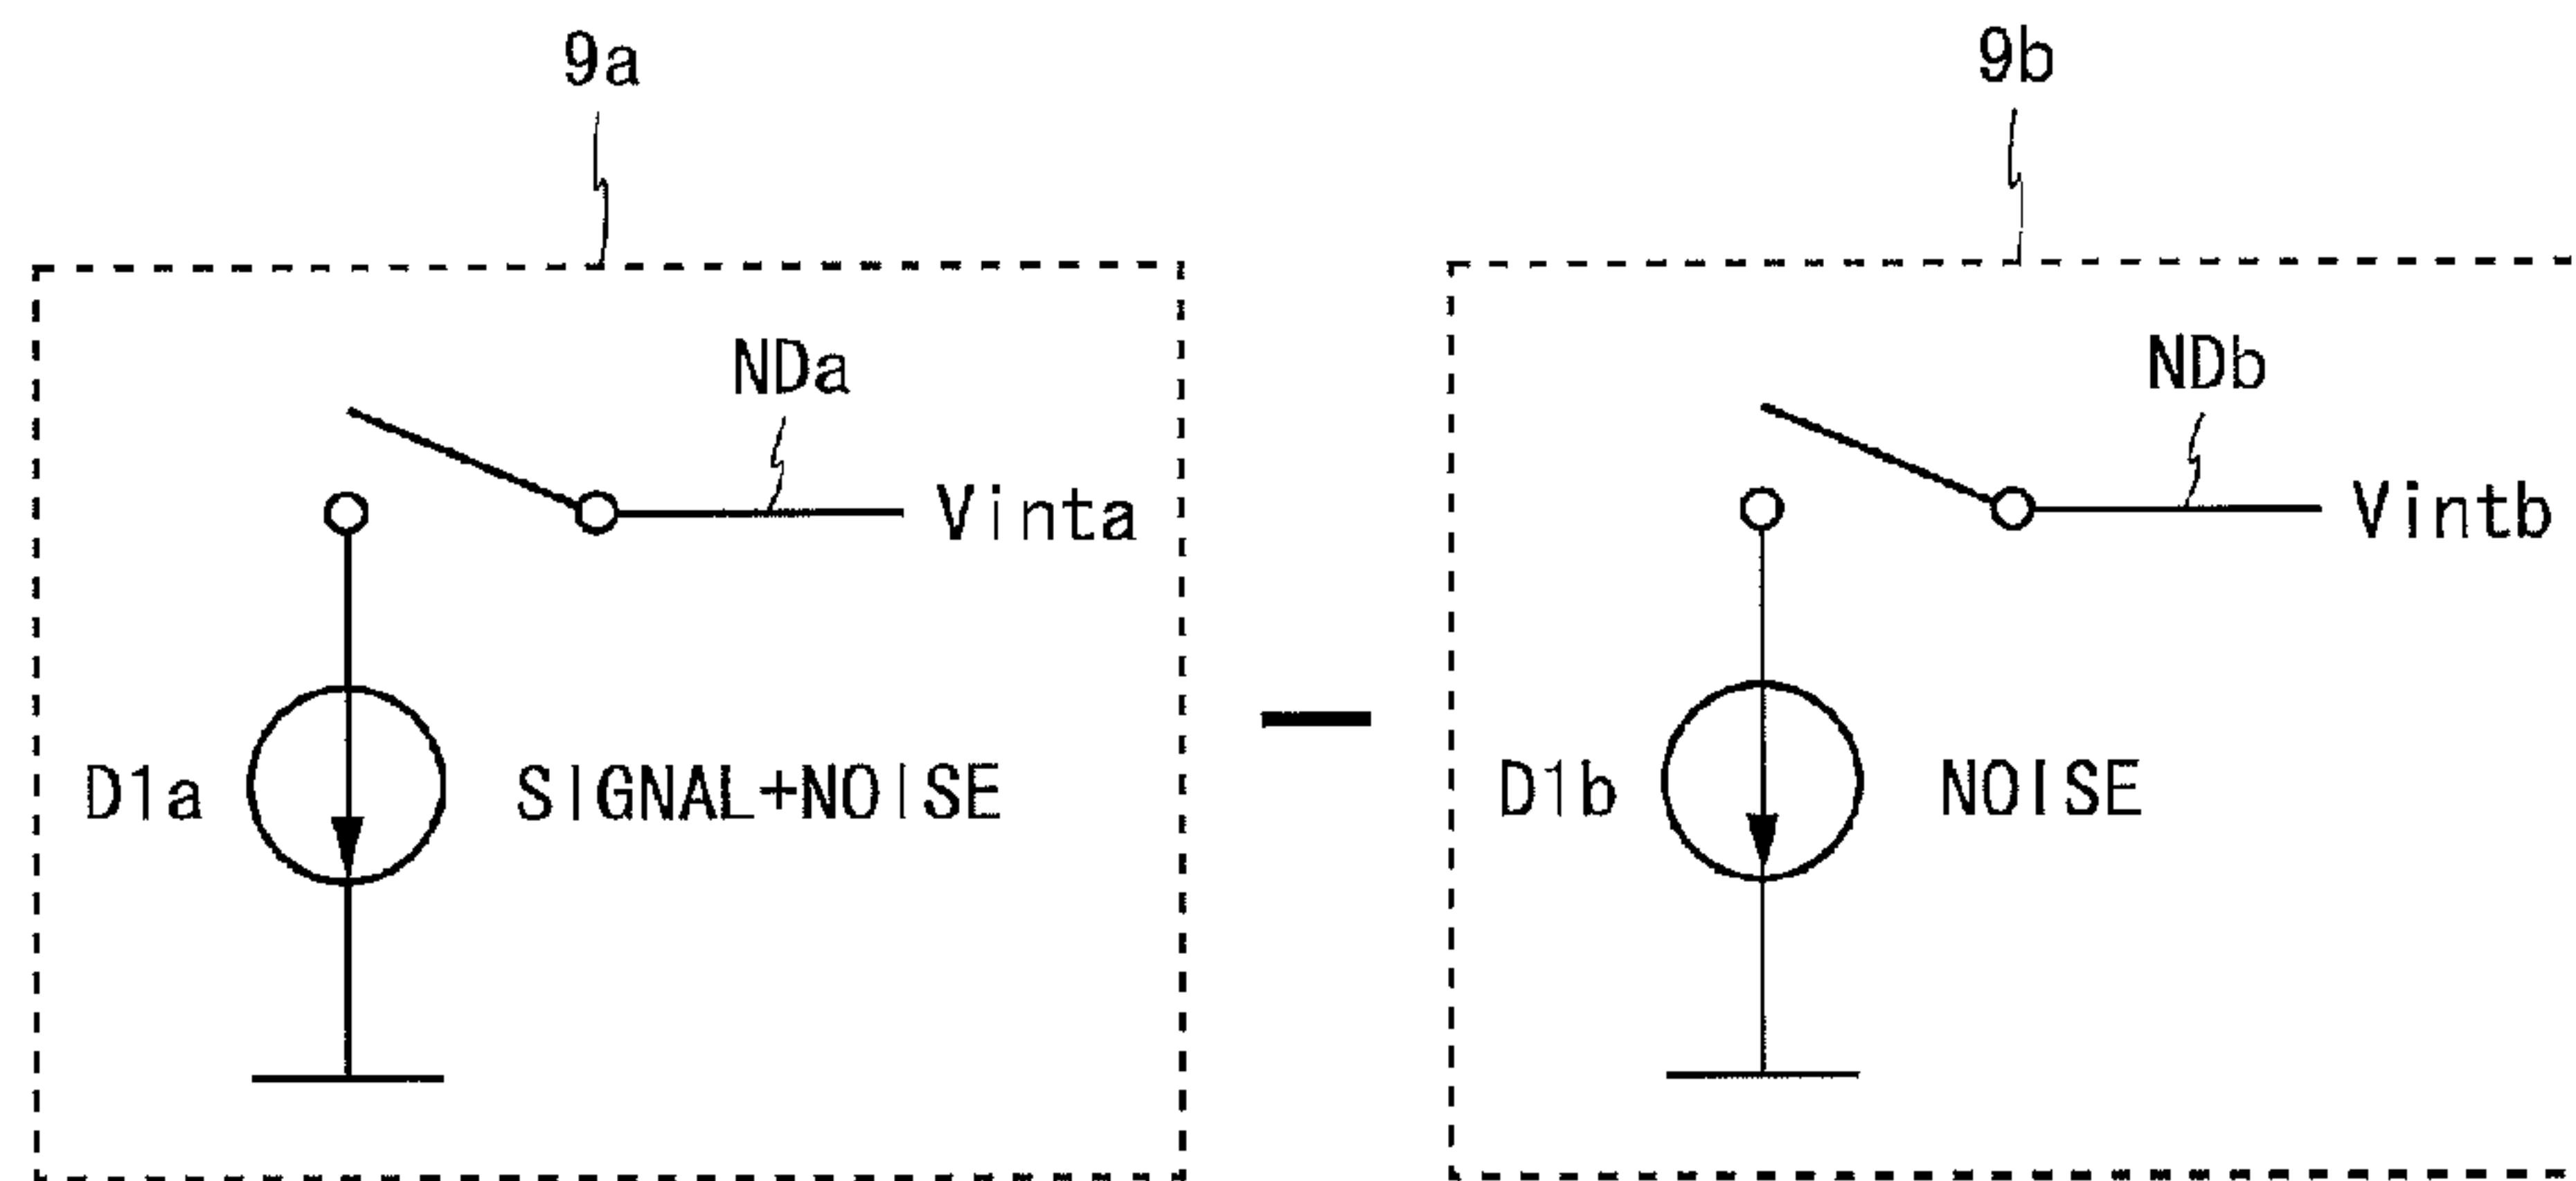 9a
9b
NDa
Vinta
D1a
SIGNAL+NOISE
−
NDb
Vintb
D1b
NOISE